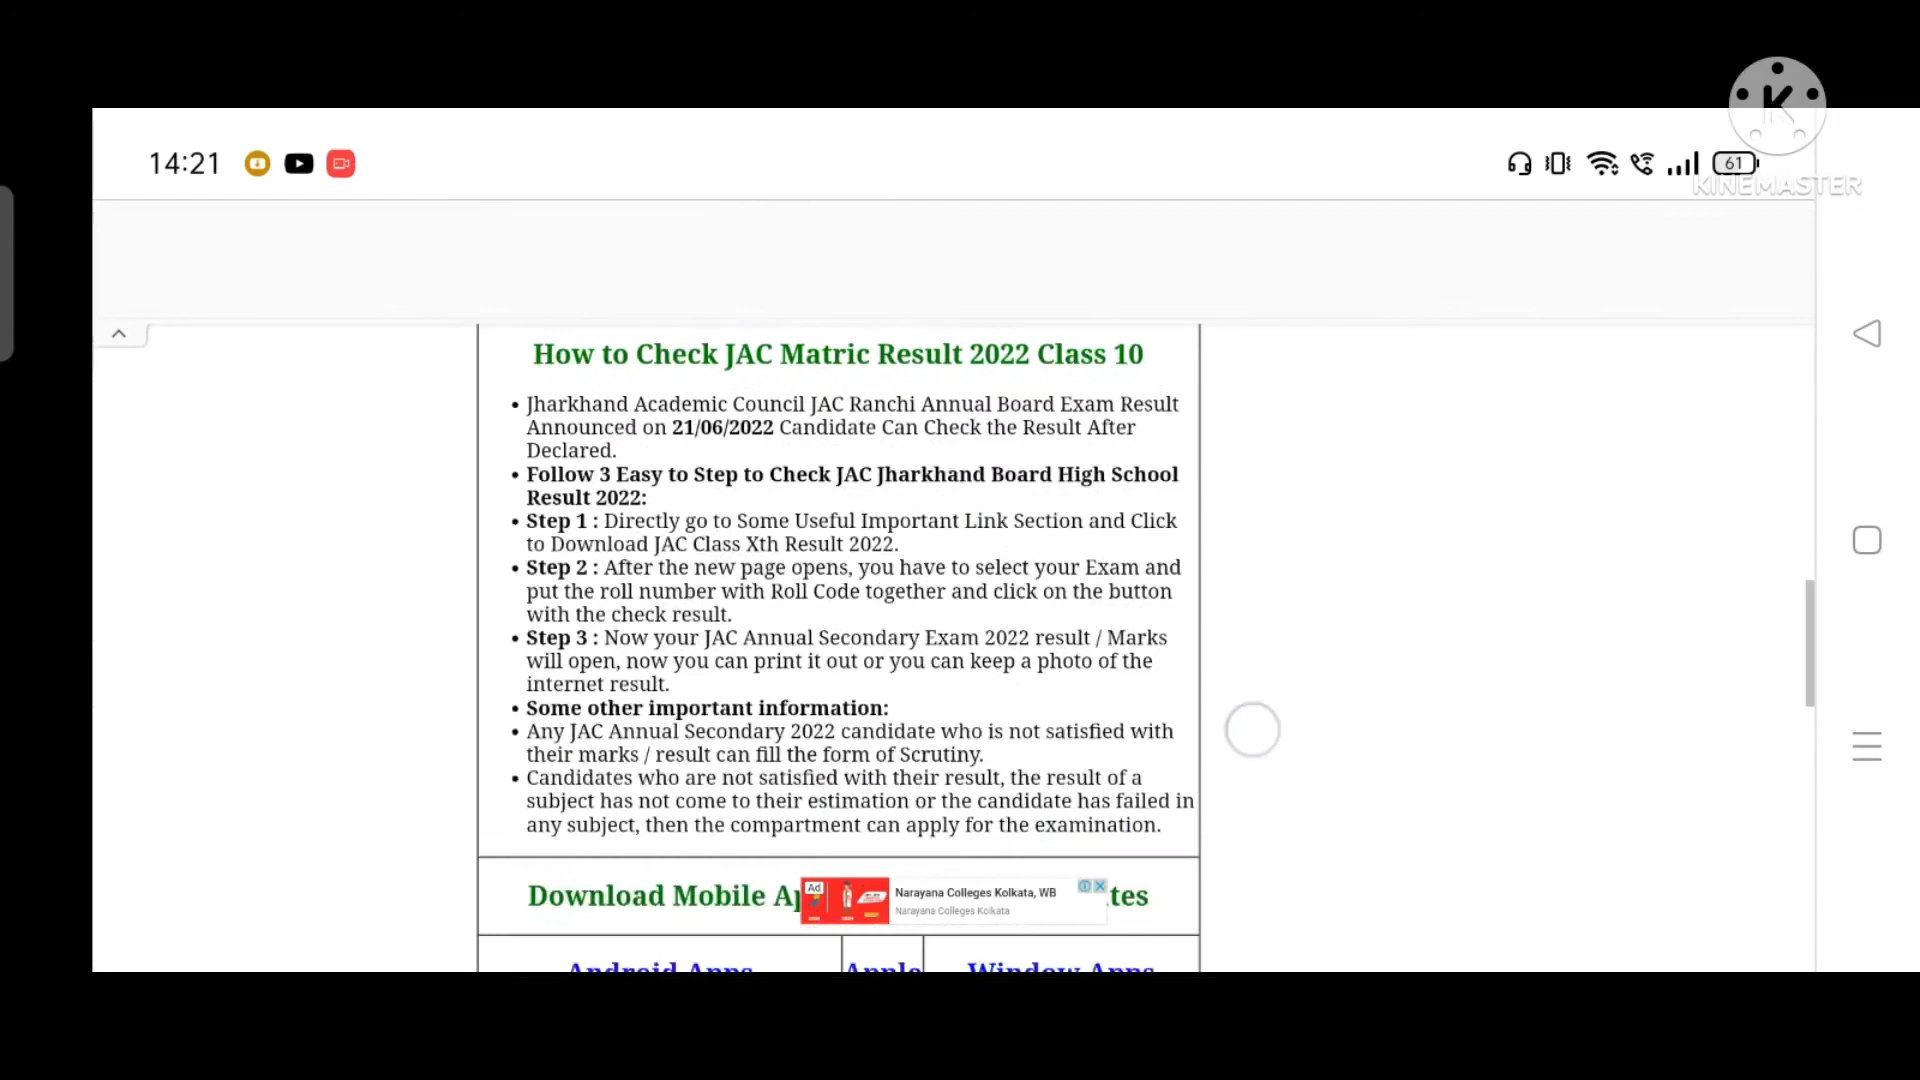 14:21
61
KINEMASTER
How to Check JAC Matric Result 2022 Class 10
• Jharkhand Academic Council JAC Ranchi Annual Board Exam Result
Announced on 21/06/2022 Candidate Can Check the Result After
Declared.
• Follow 3 Easy to Step to Check JAC Jharkhand Board High School
Result 2022:
• Step 1 : Directly go to Some Useful Important Link Section and Click
to Download JAC Class Xth Result 2022.
• Step 2 : After the new page opens, you have to select your Exam and
put the roll number with Roll Code together and click on the button
with the check result.
• Step 3 : Now your JAC Annual Secondary Exam 2022 result / Marks
will open, now you can print it out or you can keep a photo of the
internet result.
• Some other important information:
• Any JAC Annual Secondary 2022 candidate who is not satisfied with
their marks / result can fill the form of Scrutiny.
• Candidates who are not satisfied with their result, the result of a
subject has not come to their estimation or the candidate has failed in
any subject, then the compartment can apply for the examination.
Download Mobile
Ad
Narayana Colleges Kolkata, WB
Narayana Colleges Kolkata
Android Apps Apple Window Apps